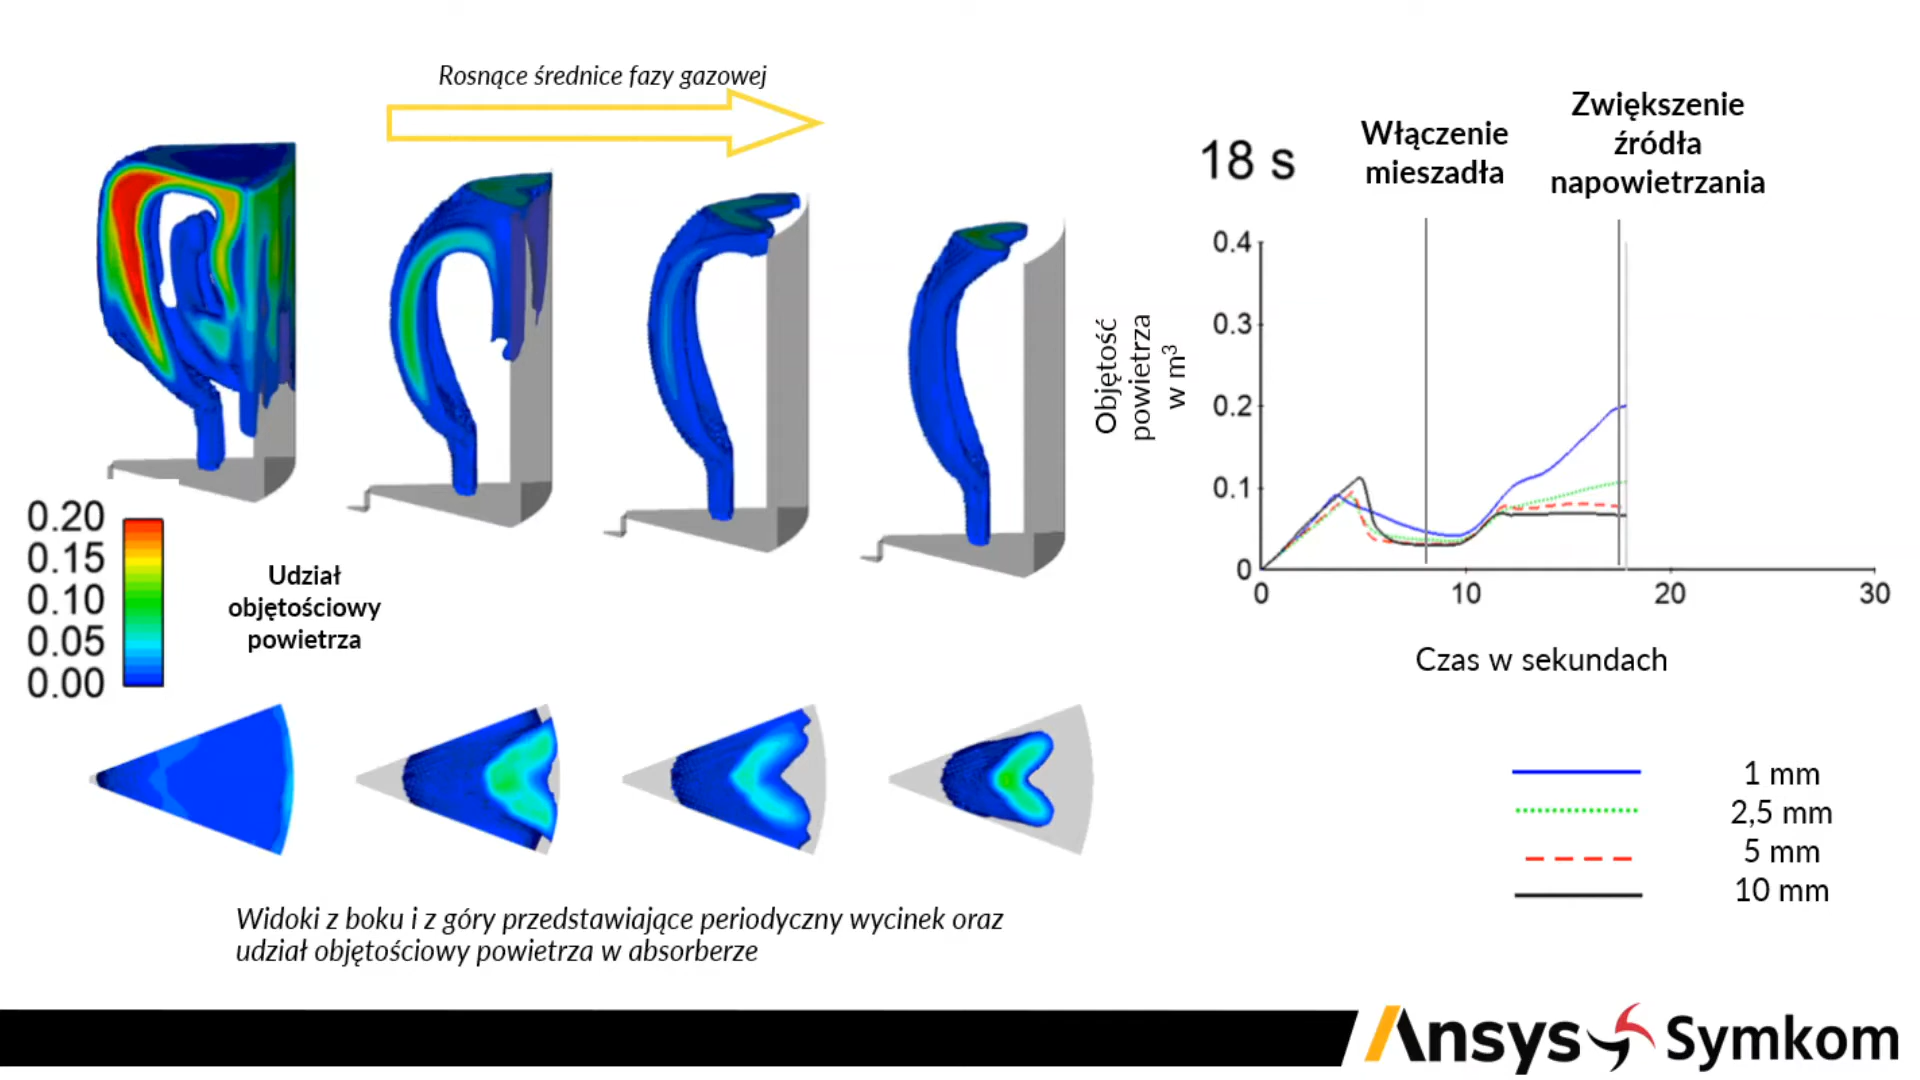 Rosnące średnice fazy gazowej
18 s
Włączenie
mieszadła
Zwiększenie
źródła
napowietrzania
0.4
0.3
0.2
0.1
0
0
10
20
30
Objętość
powietrza
w m³
Czas w sekundach
0.20
0.15
0.10
0.05
0.00
Udział
objętościowy
powietrza
1 mm
2,5 mm
5 mm
10 mm
Widoki z boku i z góry przedstawiające periodyczny wycinek oraz
udział objętościowy powietrza w absorberze
Ansys Symkom